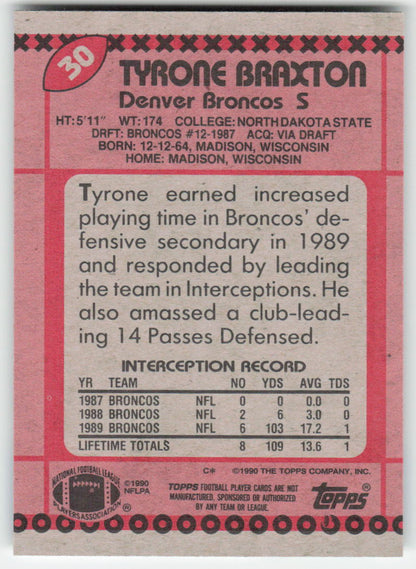 30
TYRONE BRAXTON
Denver Broncos S
HT: 5'11" WT: 174 COLLEGE: NORTH DAKOTA STATE
DRFT: BRONCOS #12-1987 ACQ: VIA DRAFT
BORN: 12-12-64, MADISON, WISCONSIN
HOME: MADISON, WISCONSIN
Tyrone earned increased
playing time in Broncos' de-
fensive secondary in 1989
and responded by leading
the team in Interceptions. He
also amassed a club-lead-
ing 14 Passes Defensed.
INTERCEPTION RECORD
YR TEAM NO YDS AVG TDS
1987 BRONCOS NFL 0 0 0.0 0
1988 BRONCOS NFL 2 6 3.0 0
1989 BRONCOS NFL 6 103 17.2 1
LIFETIME TOTALS 8 109 13.6 1
C* ©1990 THE TOPPS COMPANY, INC.
NATIONAL FOOTBALL LEAGUE
PLAYERS ASSOCIATION
®
©1990
NFLPA
TOPPS FOOTBALL PLAYER CARDS ARE NOT
MANUFACTURED, SPONSORED OR AUTHORIZED
BY ANY TEAM OR LEAGUE.
TOPPS®